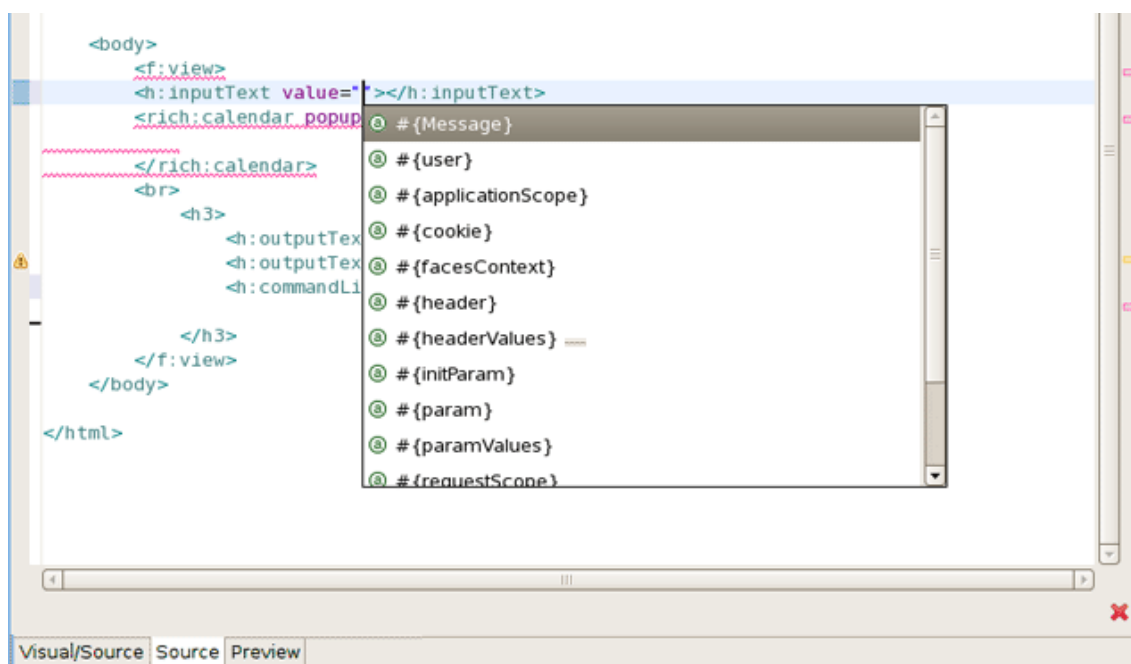 <body>
<f:view>
<h:inputText value=""></h:inputText>
<rich:calendar popup
#{Message}
#{user}
</rich:calendar>
<br>
#{applicationScope}
<h3>
<h:outputTex
#{cookie}
<h:outputTex
#{facesContext}
<h:commandLi
#{header}
</h3>
#{headerValues}
</f:view>
#{initParam}
</body>
#{param}
</html>
#{paramValues}
#{requestScope}
Visual/Source Source Preview